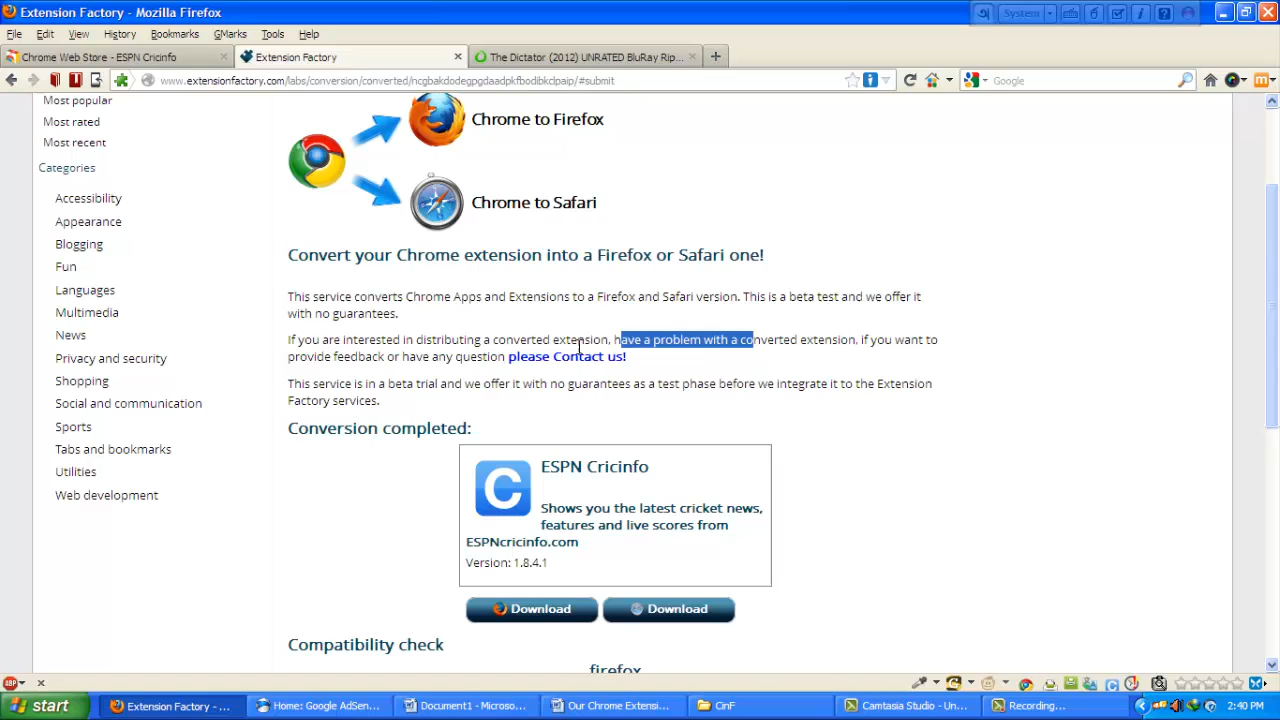 Extension Factory - Mozilla Firefox
System
File Edit View History Bookmarks GMarks Tools Help
Chrome Web Store - ESPN Cricinfo × Extension Factory × The Dictator (2012) UNRATED BluRay Rip... ×
www.extensionfactory.com/labs/conversion/converted/ncgbakdodegpgdaadpkfbodibkclpaip/#submit
Google
Most popular
Most rated
Most recent
Categories
Accessibility
Appearance
Blogging
Fun
Languages
Multimedia
News
Privacy and security
Shopping
Social and communication
Sports
Tabs and bookmarks
Utilities
Web development
Chrome to Firefox
Chrome to Safari
Convert your Chrome extension into a Firefox or Safari one!
This service converts Chrome Apps and Extensions to a Firefox and Safari version. This is a beta test and we offer it
with no guarantees.
If you are interested in distributing a converted extension, have a problem with a converted extension, if you want to
provide feedback or have any question please Contact us!
This service is in a beta trial and we offer it with no guarantees as a test phase before we integrate it to the Extension
Factory services.
Conversion completed:
C
ESPN Cricinfo
Shows you the latest cricket news,
features and live scores from
ESPNcricinfo.com
Version: 1.8.4.1
Download Download
Compatibility check
firefox
ABP
start
Extension Factory - ... Home: Google AdSen... Document1 - Microso... Our Chrome Extensi... CinF Camtasia Studio - Un... Recording... 2:40 PM